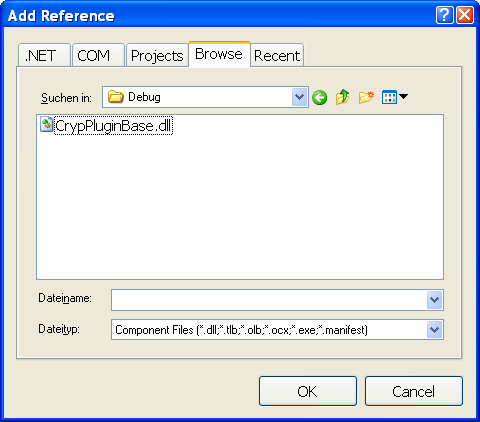 Add Reference
.NET COM Projects Browse Recent
Suchen in: Debug
CrypPluginBase.dll
Dateiname:
Dateityp: Component Files (*.dll;*.tlb;*.olb;*.ocx;*.exe;*.manifest)
OK Cancel